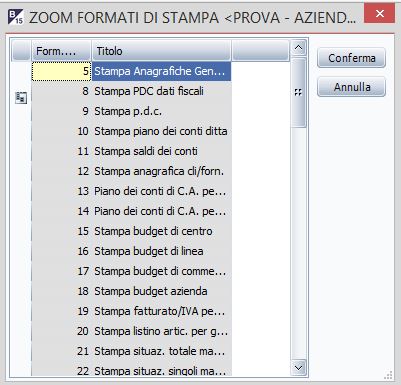 B 15 ZOOM FORMATI DI STAMPA <PROVA - AZIEND...
Form.... Titolo
5 Stampa Anagrafiche Gen...
8 Stampa PDC dati fiscali
9 Stampa p.d.c.
10 Stampa piano dei conti ditta
11 Stampa saldi dei conti
12 Stampa anagrafica cli/forn.
13 Piano dei conti di C.A. pe...
14 Piano dei conti di C.A. pe...
15 Stampa budget di centro
16 Stampa budget di linea
17 Stampa budget di comme...
18 Stampa budget azienda
19 Stampa fatturato/IVA pe...
20 Stampa listino artic. per g...
21 Stampa situaz. totale ma...
22 Stampa situaz. singoli ma...
Conferma
Annulla